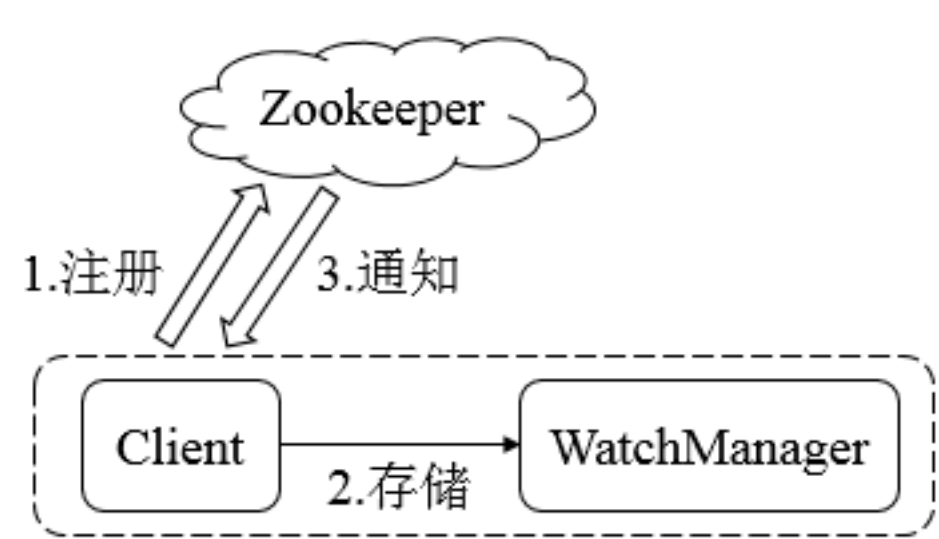 Zookeeper
1.注册
3.通知
Client
WatchManager
2.存储